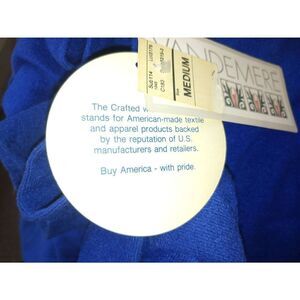 VANDEMERE
MEDIUM
The Crafted w
stands for American-made textile
and apparel products backed
by the reputation of U.S.
manufacturers and retailers.
Buy America - with pride.